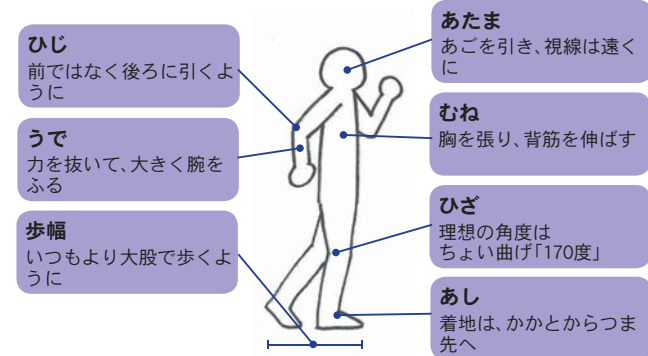 ひじ
前ではなく後ろに引くよ
うに
うで
力を抜いて、大きく腕を
ふる
歩幅
いつもより大股で歩くよ
うに
あたま
あごを引き、視線は遠く
に
むね
胸を張り、背筋を伸ばす
ひざ
理想の角度は
ちょい曲げ「170度」
あし
着地は、かかとからつま
先へ